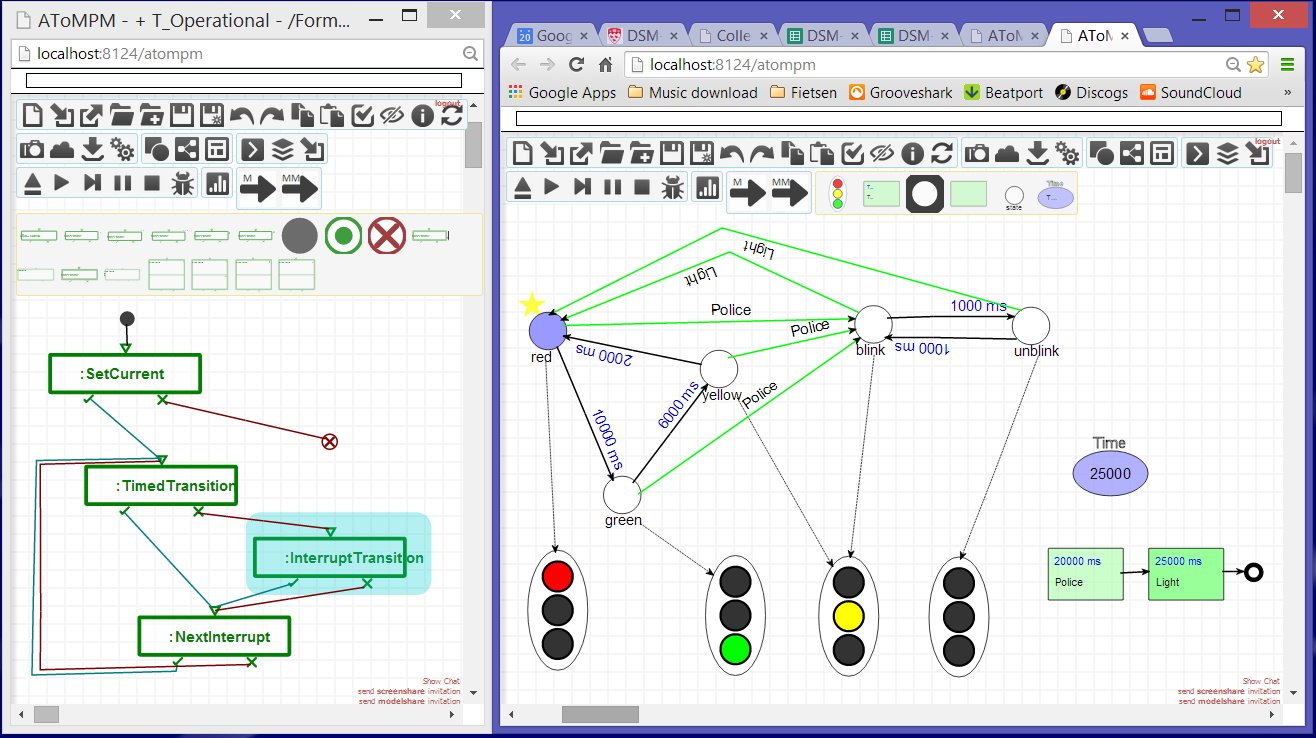 AToMPM - + T_Operational - /Form...
localhost:8124/atompm
logout
M
MM
:SetCurrent
:TimedTransition
:InterruptTransition
:NextInterrupt
Show Chat
send screenshare invitation
send modelshare invitation
20 Goog
DSM-
Colle
DSM-
DSM-
AToM
AToM
localhost:8124/atompm
Google Apps
Music download
Fietsen
Grooveshark
Beatport
Discogs
SoundCloud
»
logout
M
MM
T...
T...
state
Time
T...
Light
Light
Police
1000 ms
Police
red
2000 ms
blink
1000 ms
unblink
yellow
Police
6000 ms
10000 ms
green
Time
25000
20000 ms
Police
25000 ms
Light
Show Chat
send screenshare invitation
send modelshare invitation